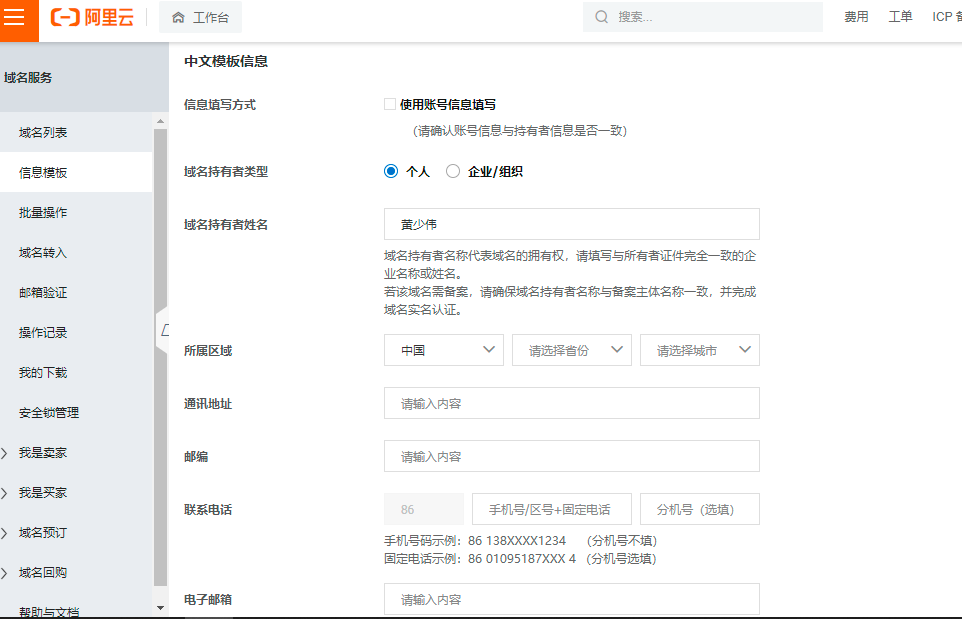 阿里云
工作台
搜索...
费用
工单
ICP 备
域名服务
域名列表
信息模板
批量操作
域名转入
邮箱验证
操作记录
我的下载
安全锁管理
我是卖家
我是买家
域名预订
域名回购
帮助与文档
中文模板信息
信息填写方式
使用账号信息填写
（请确认账号信息与持有者信息是否一致）
域名持有者类型
个人
企业/组织
域名持有者姓名
黄少伟
域名持有者名称代表域名的拥有权，请填写与所有者证件完全一致的企
业名称或姓名。
若该域名需备案，请确保域名持有者名称与备案主体名称一致，并完成
域名实名认证。
所属区域
中国
请选择省份
请选择城市
通讯地址
请输入内容
邮编
请输入内容
联系电话
86
手机号/区号+固定电话
分机号（选填）
手机号码示例：86 138XXXX1234 （分机号不填）
固定电话示例：86 01095187XXX 4 （分机号选填）
电子邮箱
请输入内容